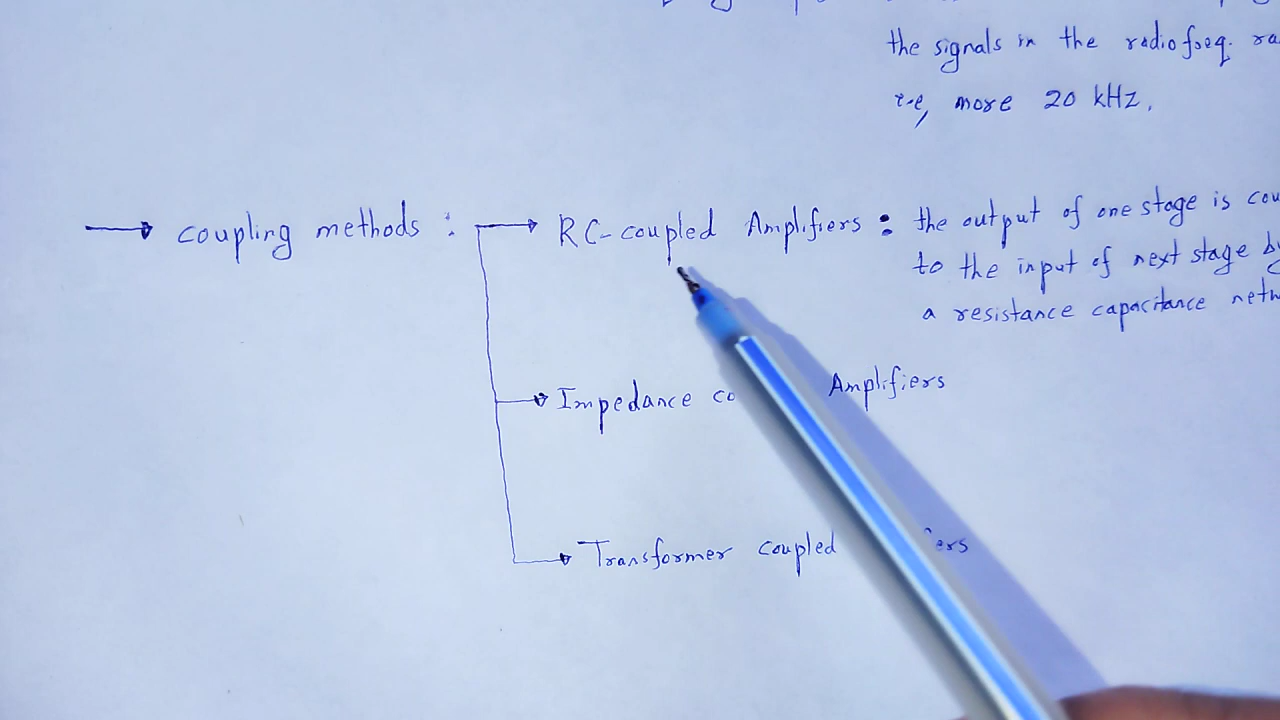 the signals in the radiofreq.
i-e, more 20 kHz.
→ coupling methods : → RC-coupled Amplifiers : the output of one stage is
to the input of next stage by
a resistance capacitance
→ Impedance Amplifiers
→ Transformer coupled